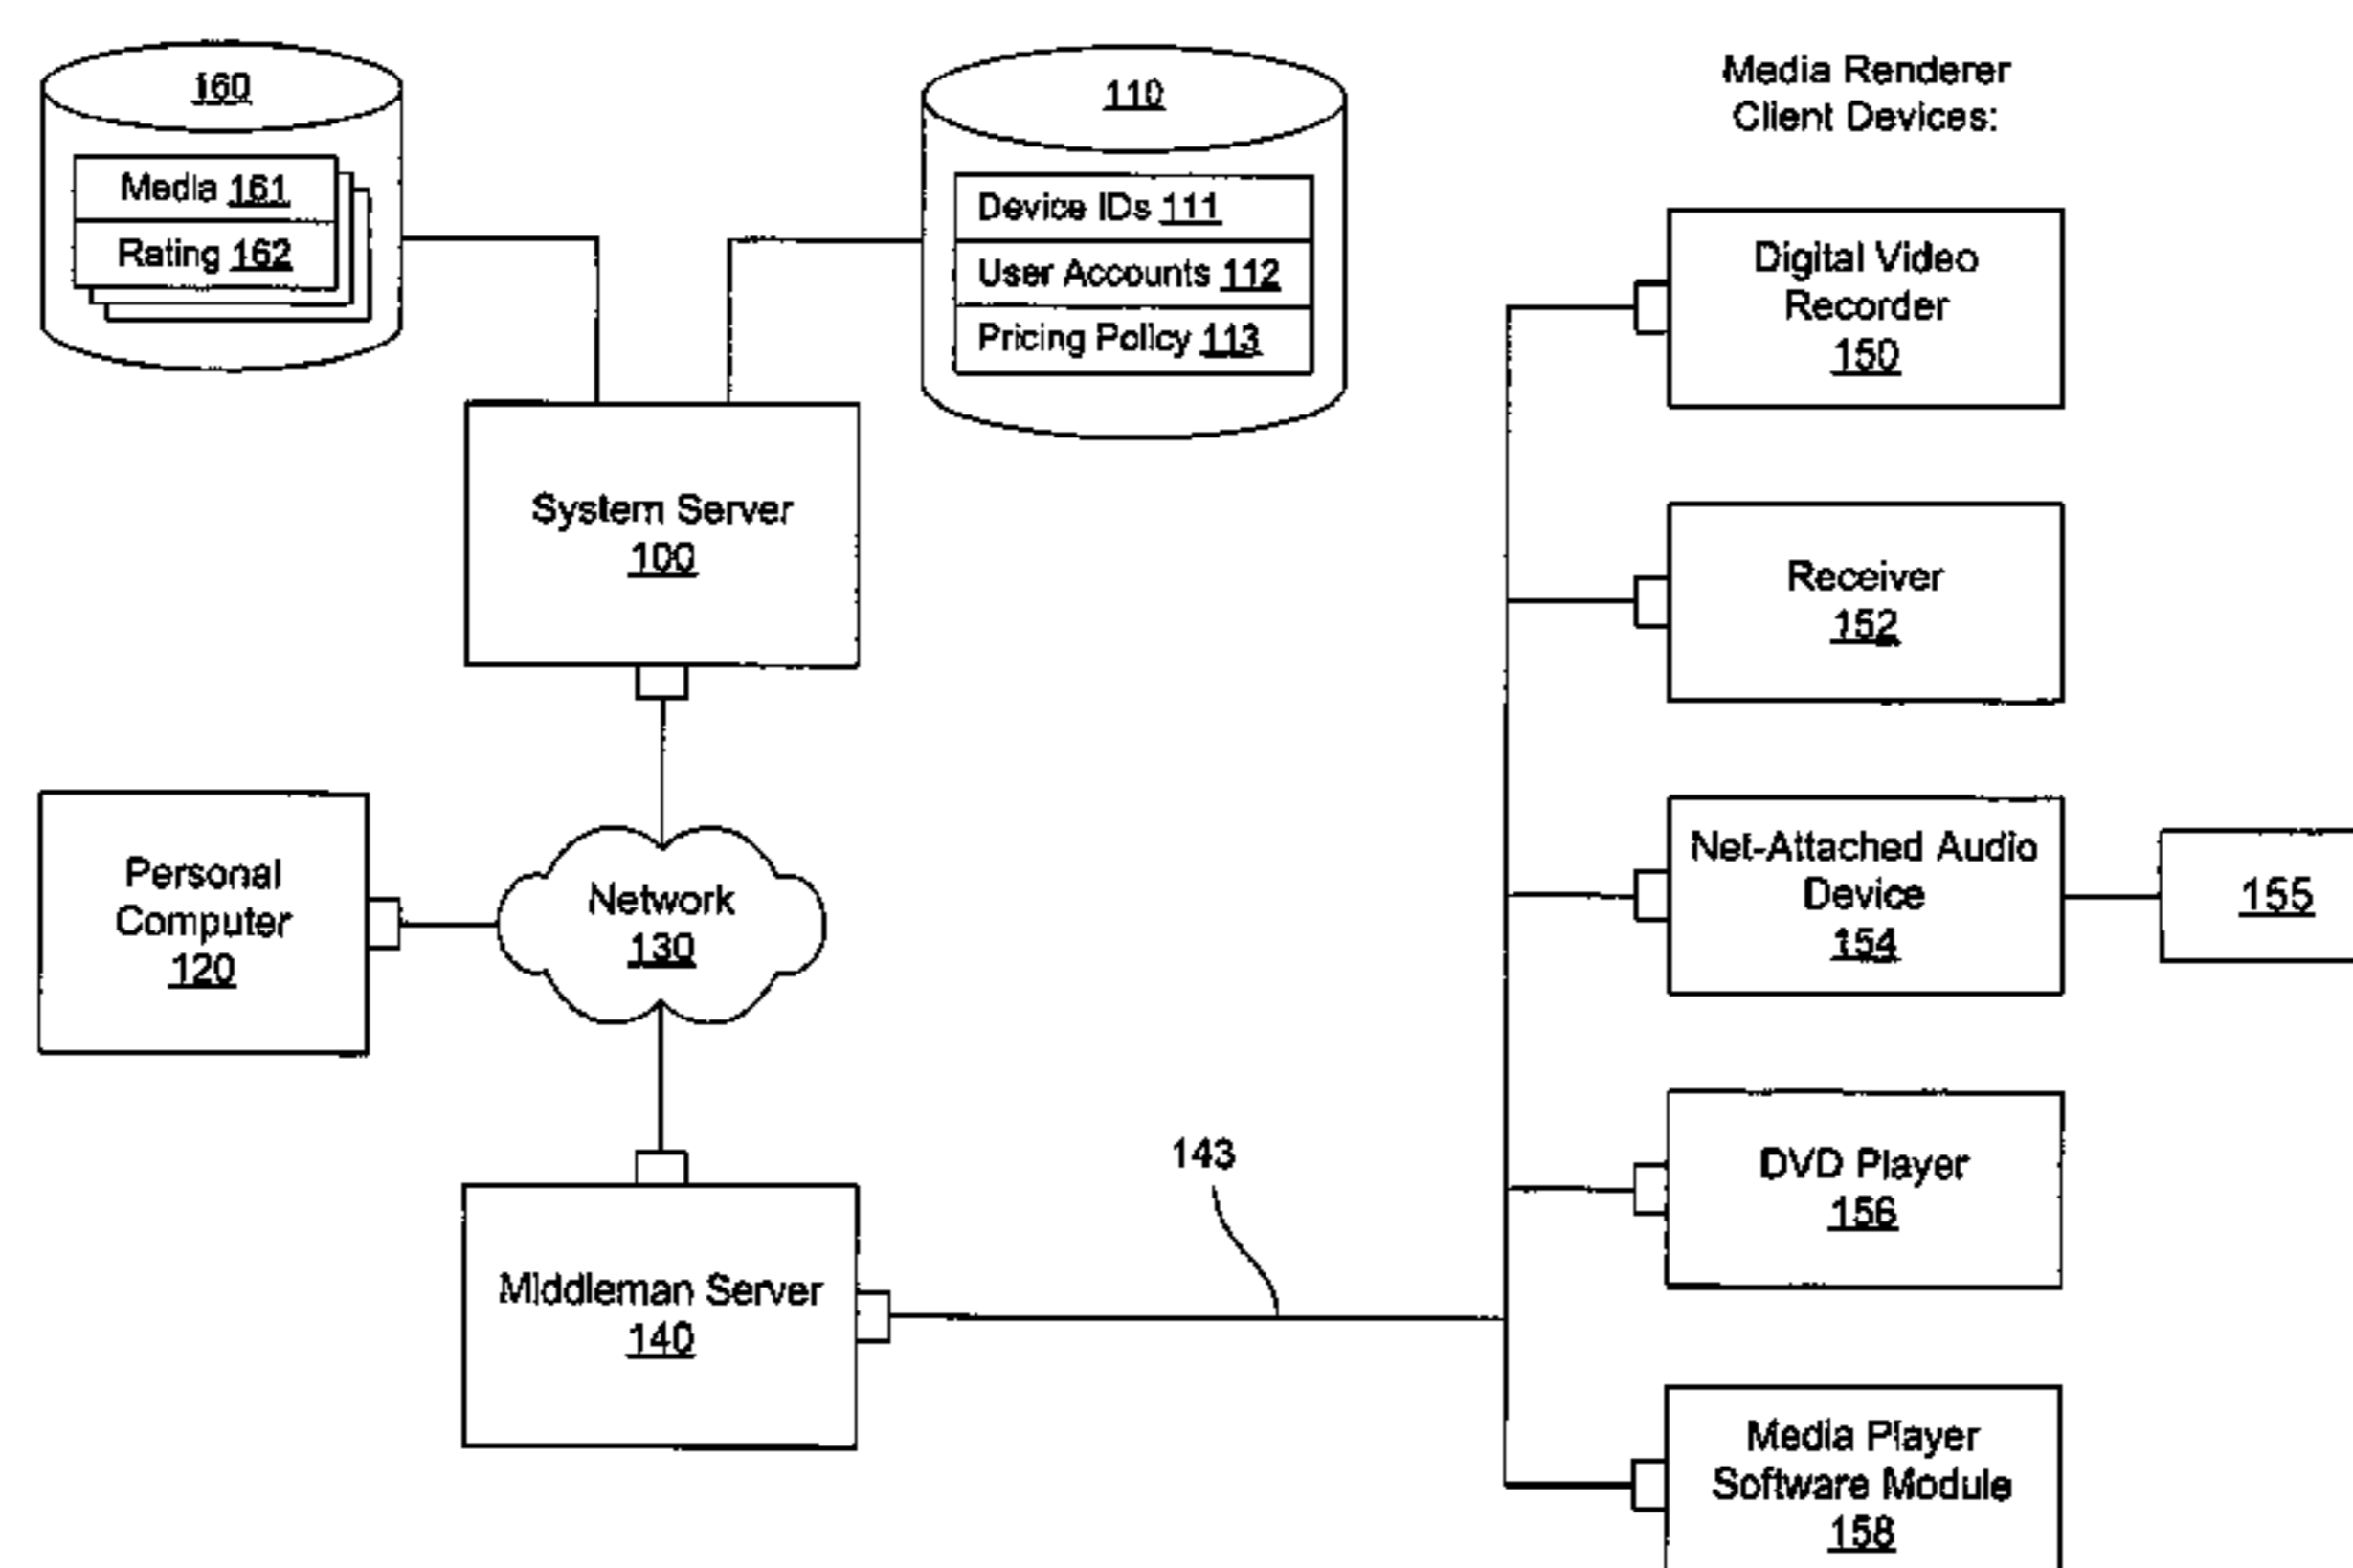 160
Media 161
Rating 162
110
Device IDs 111
User Accounts 112
Pricing Policy 113
Media Renderer
Client Devices:
System Server
100
Personal
Computer
120
Network
130
Middleman Server
140
143
Digital Video
Recorder
150
Receiver
152
Net-Attached Audio
Device
154
155
DVD Player
156
Media Player
Software Module
158